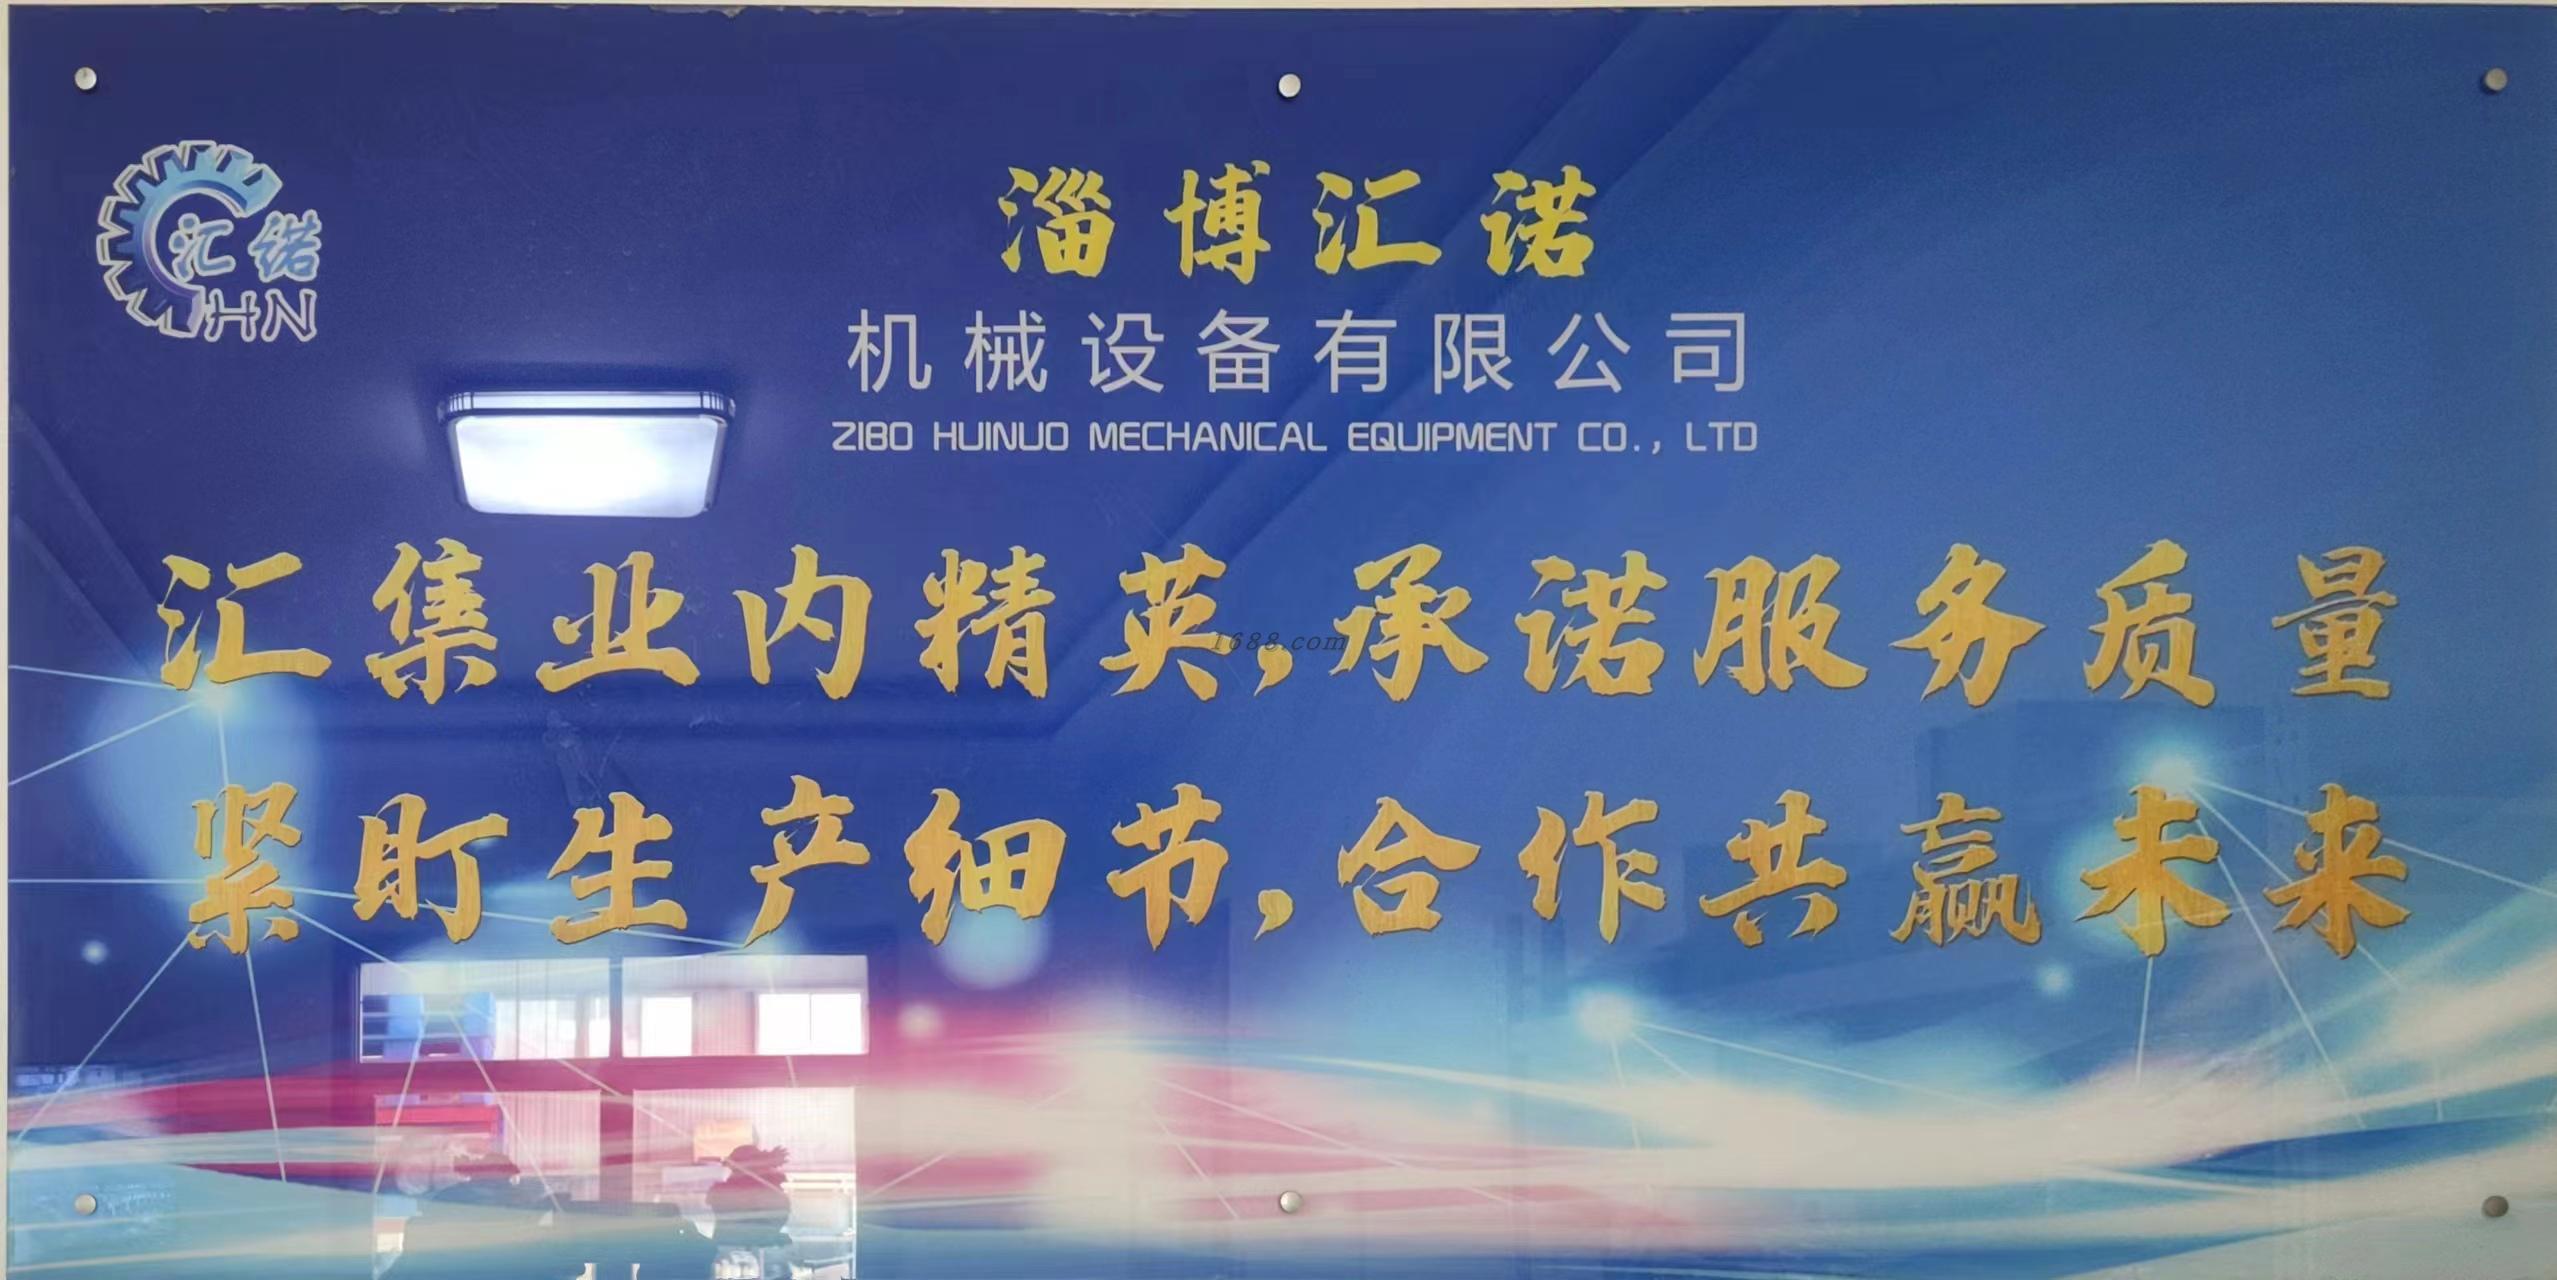 汇诺
HN
淄博汇诺
机械设备有限公司
ZIBO HUINUO MECHANICAL EQUIPMENT CO., LTD
汇集业内精英,承诺服务质量
1688.com
紧盯生产细节,合作共赢未来